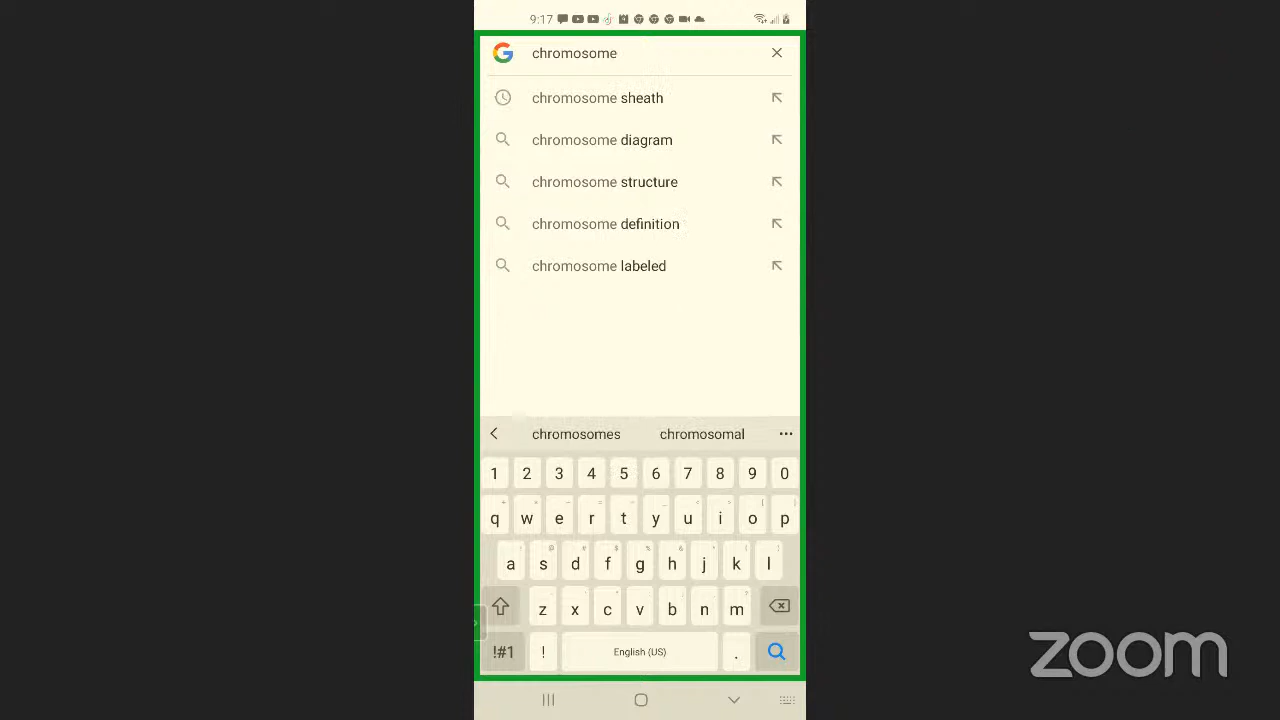 9:17
chromosome
chromosome sheath
chromosome diagram
chromosome structure
chromosome definition
chromosome labeled
chromosomes chromosomal
1 2 3 4 5 6 7 8 9 0
q w e r t y u i o p
a s d f g h j k l
z x c v b n m
!#1 ! English (US) .
zoom